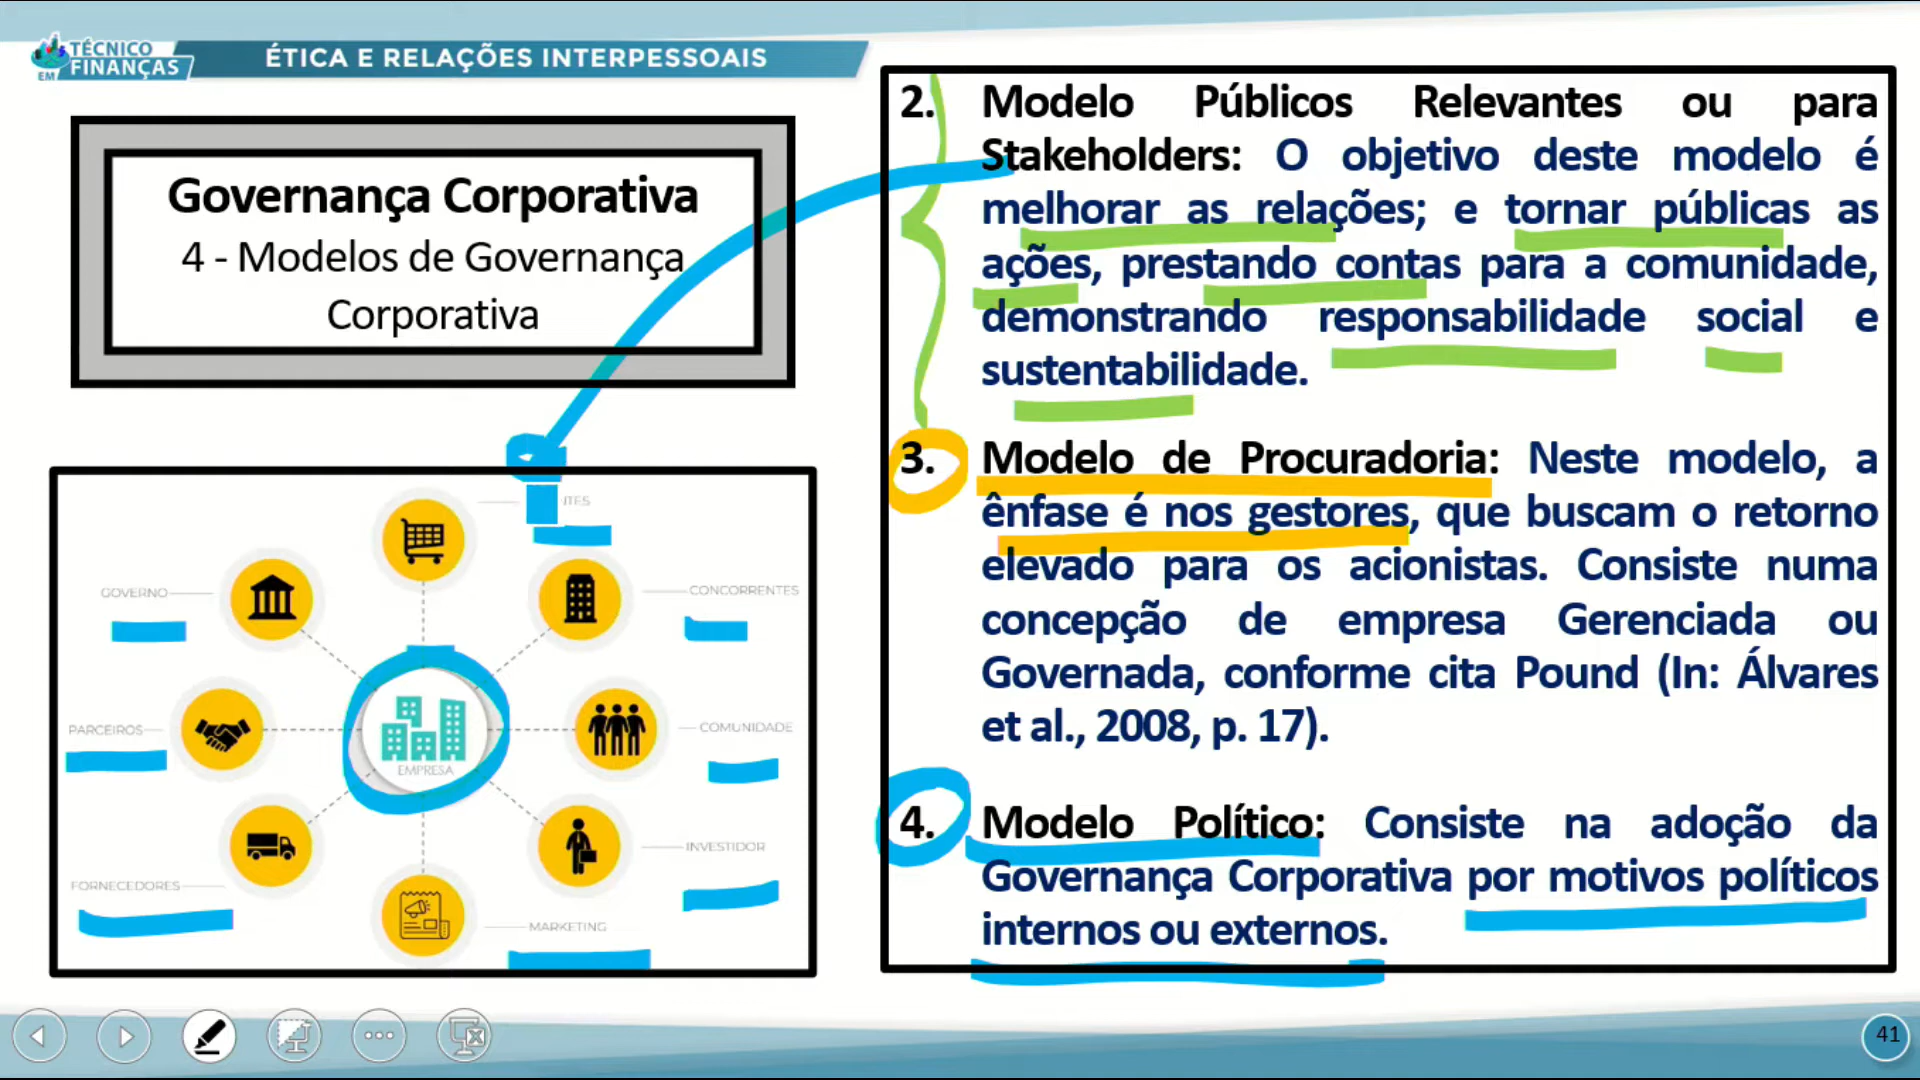 TÉCNICO
EM FINANÇAS
ÉTICA E RELAÇÕES INTERPESSOAIS
Governança Corporativa
4 - Modelos de Governança
Corporativa
GOVERNO
CONCORRENTES
PARCEIROS
EMPRESA
COMUNIDADE
FORNECEDORES
INVESTIDOR
MARKETING
2. Modelo Públicos Relevantes ou para
Stakeholders: O objetivo deste modelo é
melhorar as relações; e tornar públicas as
ações, prestando contas para a comunidade,
demonstrando responsabilidade social e
sustentabilidade.
3. Modelo de Procuradoria: Neste modelo, a
ênfase é nos gestores, que buscam o retorno
elevado para os acionistas. Consiste numa
concepção de empresa Gerenciada ou
Governada, conforme cita Pound (In: Álvares
et al., 2008, p. 17).
4. Modelo Político: Consiste na adoção da
Governança Corporativa por motivos políticos
internos ou externos.
41